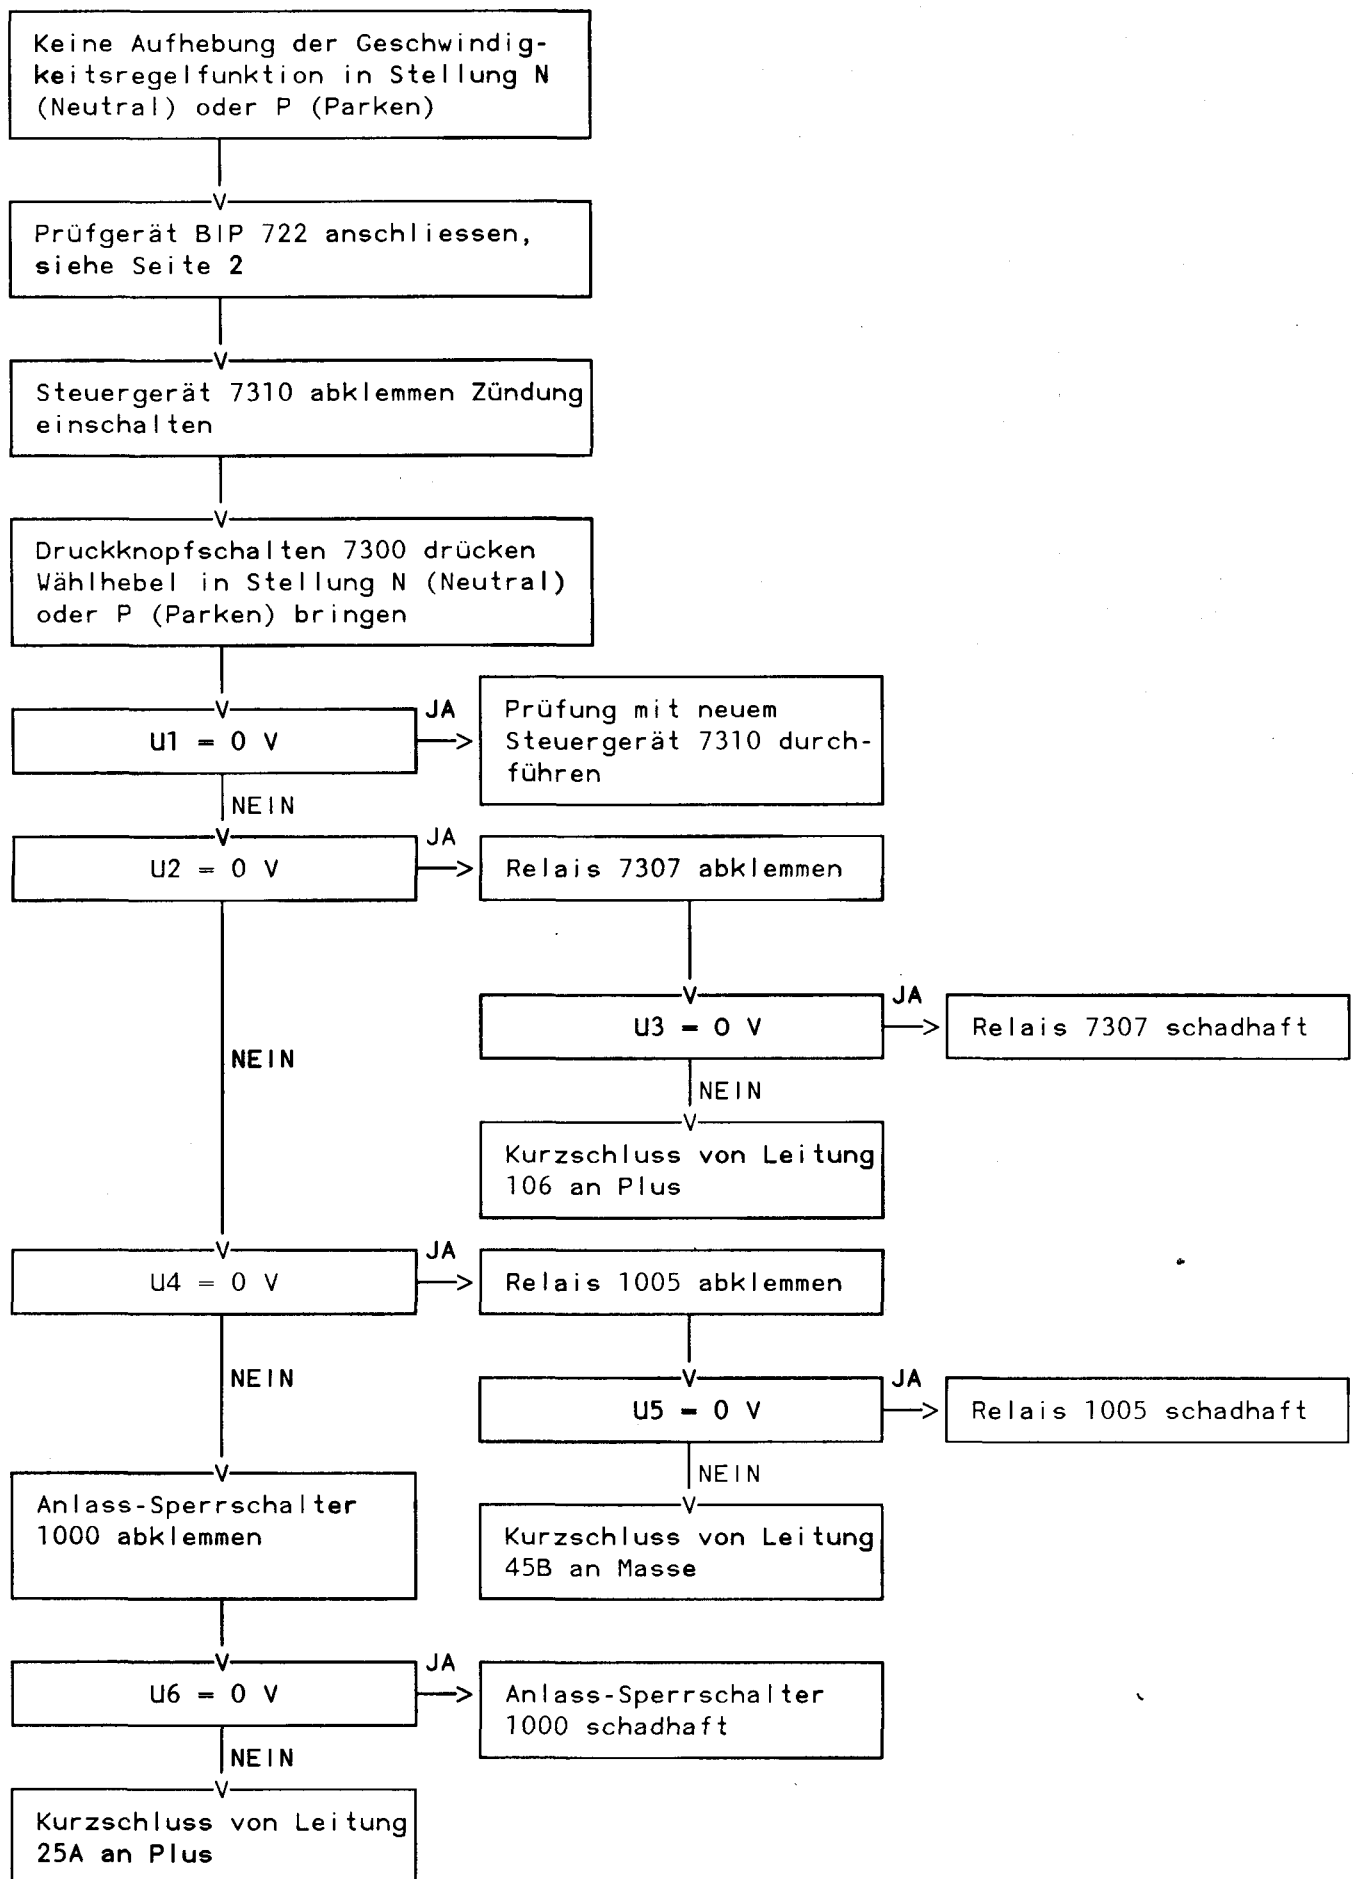 Keine Aufhebung der Geschwindig-
keitsregelfunktion in Stellung N
(Neutral) oder P (Parken)
Prüfgerät BIP 722 anschliessen,
siehe Seite 2
Steuergerät 7310 abklemmen Zündung
einschalten
Druckknopfschalten 7300 drücken
Wählhebel in Stellung N (Neutral)
oder P (Parken) bringen
U1 = 0 V
JA
Prüfung mit neuem
Steuergerät 7310 durch-
führen
NEIN
U2 = 0 V
JA
Relais 7307 abklemmen
U3 = 0 V
JA
Relais 7307 schadhaft
NEIN
NEIN
Kurzschluss von Leitung
106 an Plus
U4 = 0 V
JA
Relais 1005 abklemmen
NEIN
U5 = 0 V
JA
Relais 1005 schadhaft
NEIN
Anlass-Sperrschalter
1000 abklemmen
Kurzschluss von Leitung
45B an Masse
U6 = 0 V
JA
Anlass-Sperrschalter
1000 schadhaft
NEIN
Kurzschluss von Leitung
25A an Plus